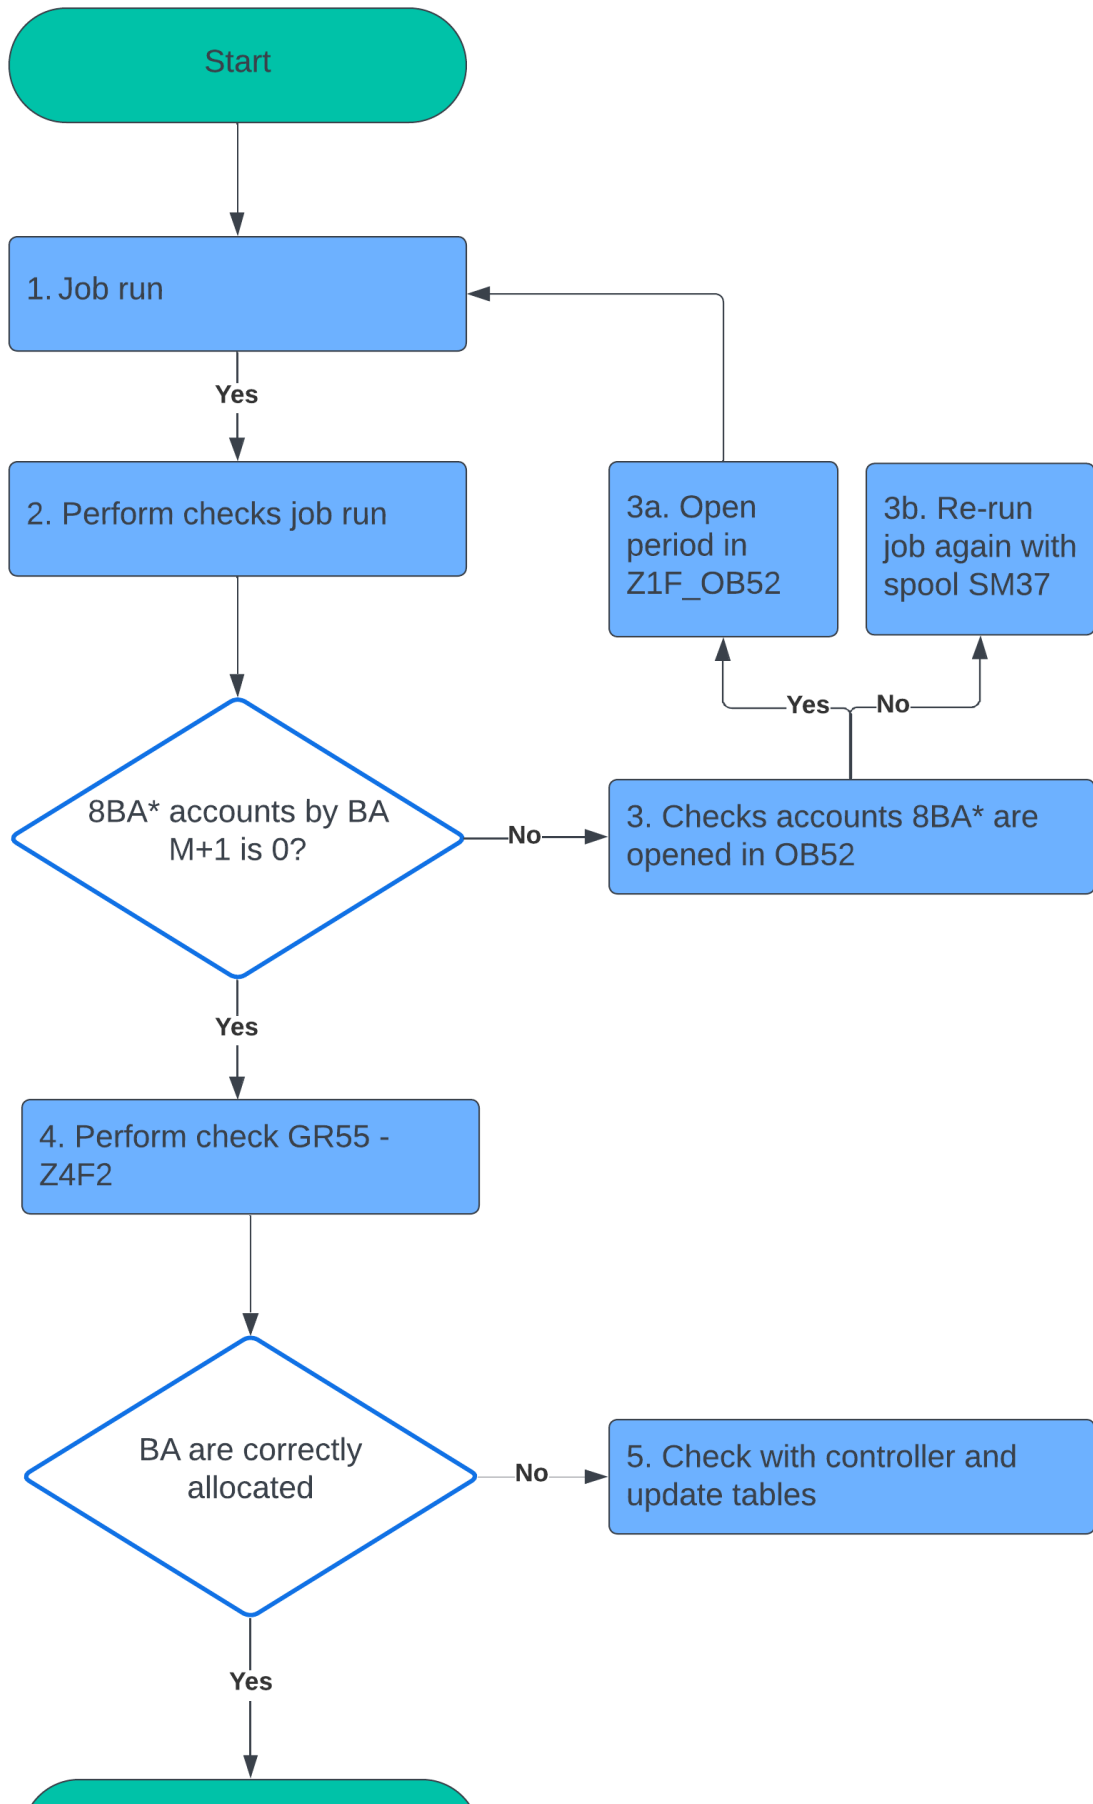 Start
1. Job run
Yes
2. Perform checks job run
3a. Open
period in
Z1F_OB52
3b. Re-run
job again with
spool SM37
Yes
No
8BA* accounts by BA
M+1 is 0?
No
3. Checks accounts 8BA* are
opened in OB52
Yes
4. Perform check GR55 -
Z4F2
BA are correctly
allocated
No
5. Check with controller and
update tables
Yes